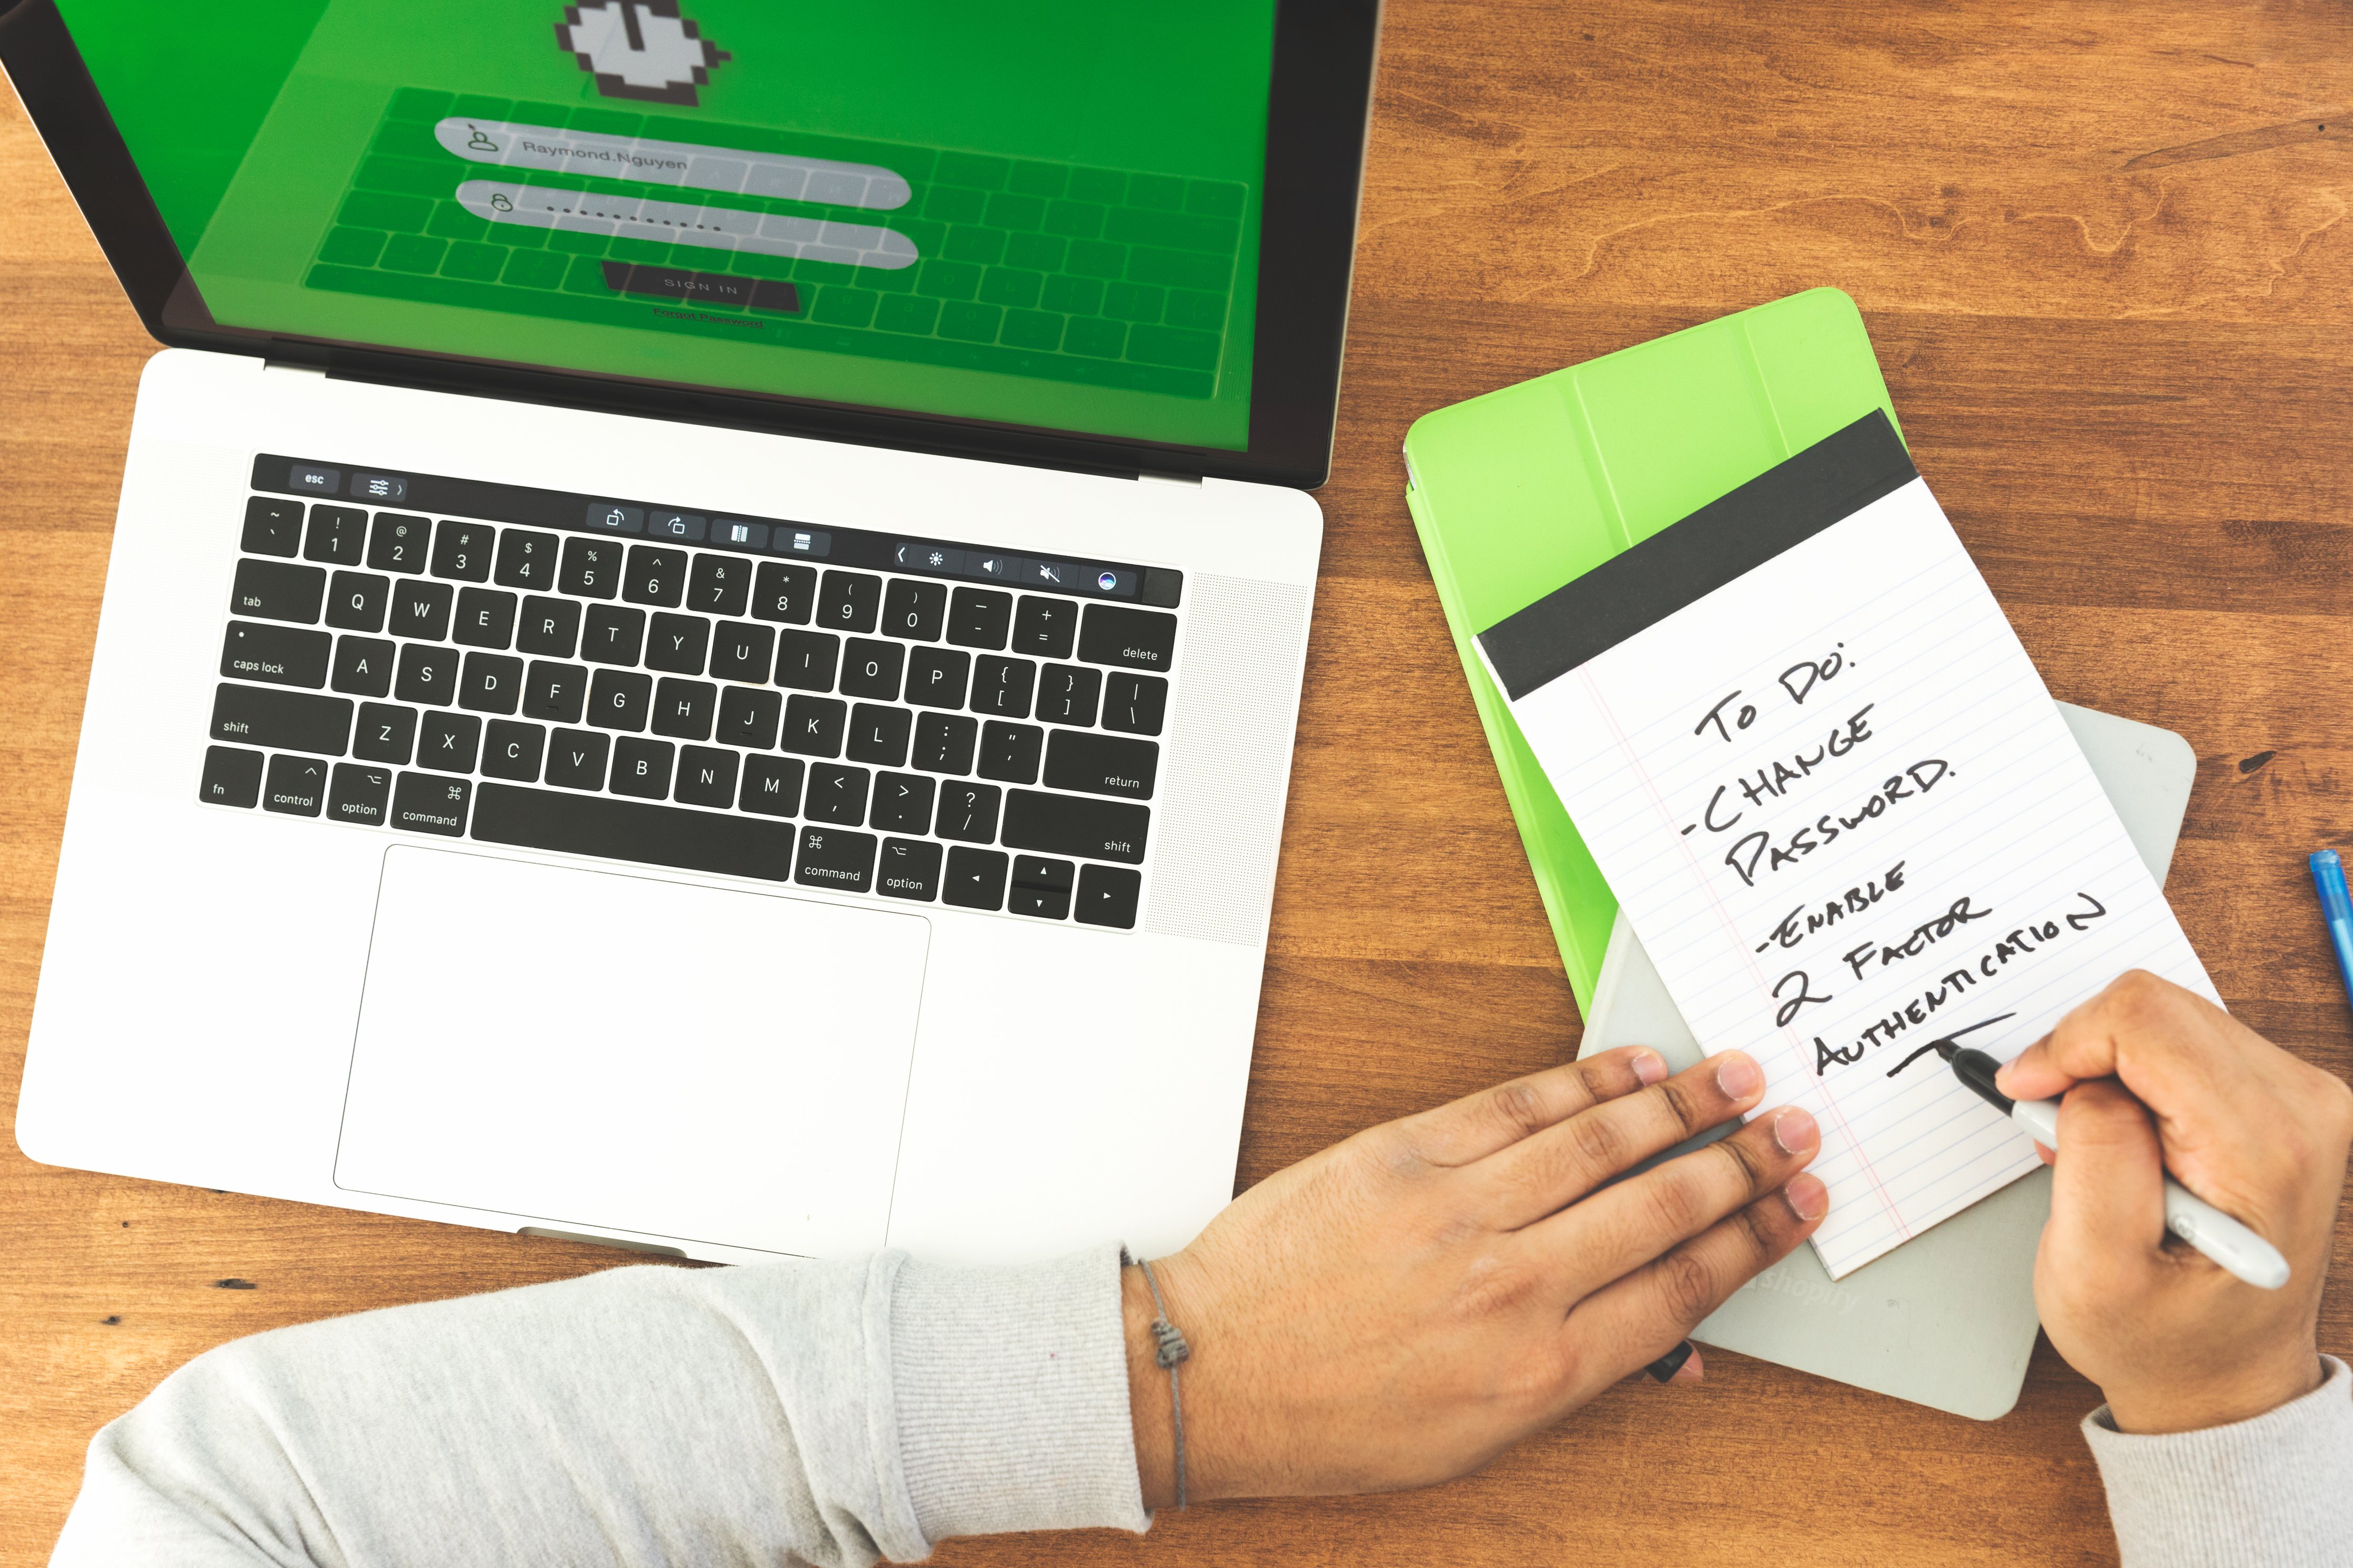 Raymond.Nguyen
SIGN IN
Forgot Password
esc
~ ` ! 1 @ 2 # 3 $ 4 % 5 ^ 6 & 7 * 8 ( 9 ) 0 — - + = delete
tab Q W E R T Y U I O P { [ } ] | \
caps lock A S D F G H J K L : ; " ' return
shift Z X C V B N M < , > . ? / shift
fn control option command command option
To Do:
-CHANGE
PASSWORD.
-ENABLE
2 FACTOR
AUTHENTICATION
shopify